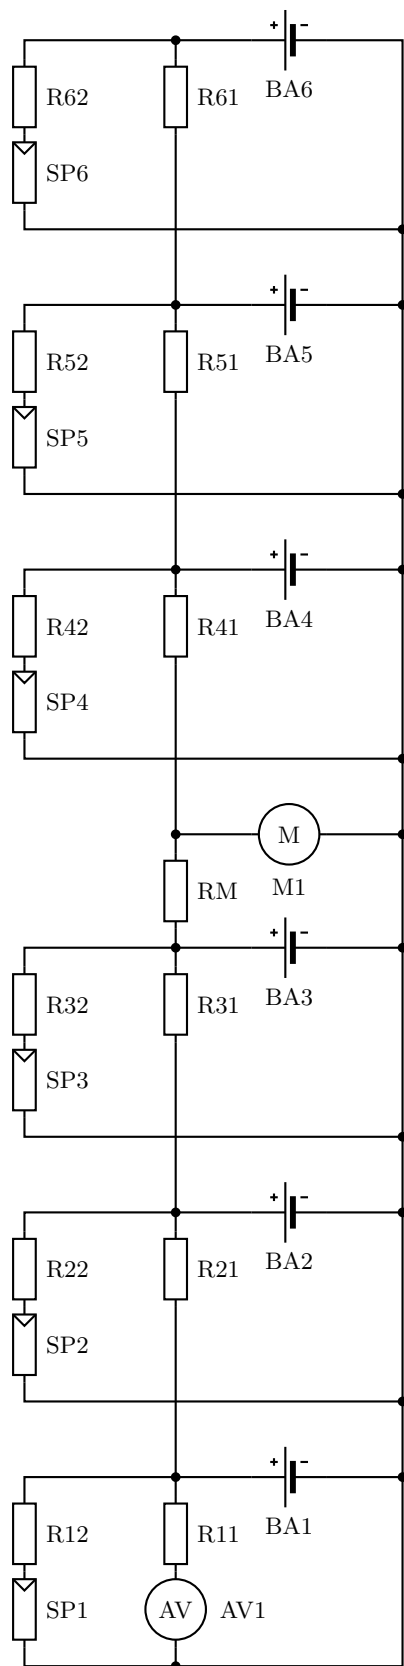 + −
R62 R61 BA6
SP6
+ −
R52 R51 BA5
SP5
+ −
R42 R41 BA4
SP4
M
M1
RM
+ −
R32 R31 BA3
SP3
+ −
R22 R21 BA2
SP2
+ −
R12 R11 BA1
SP1 AV AV1